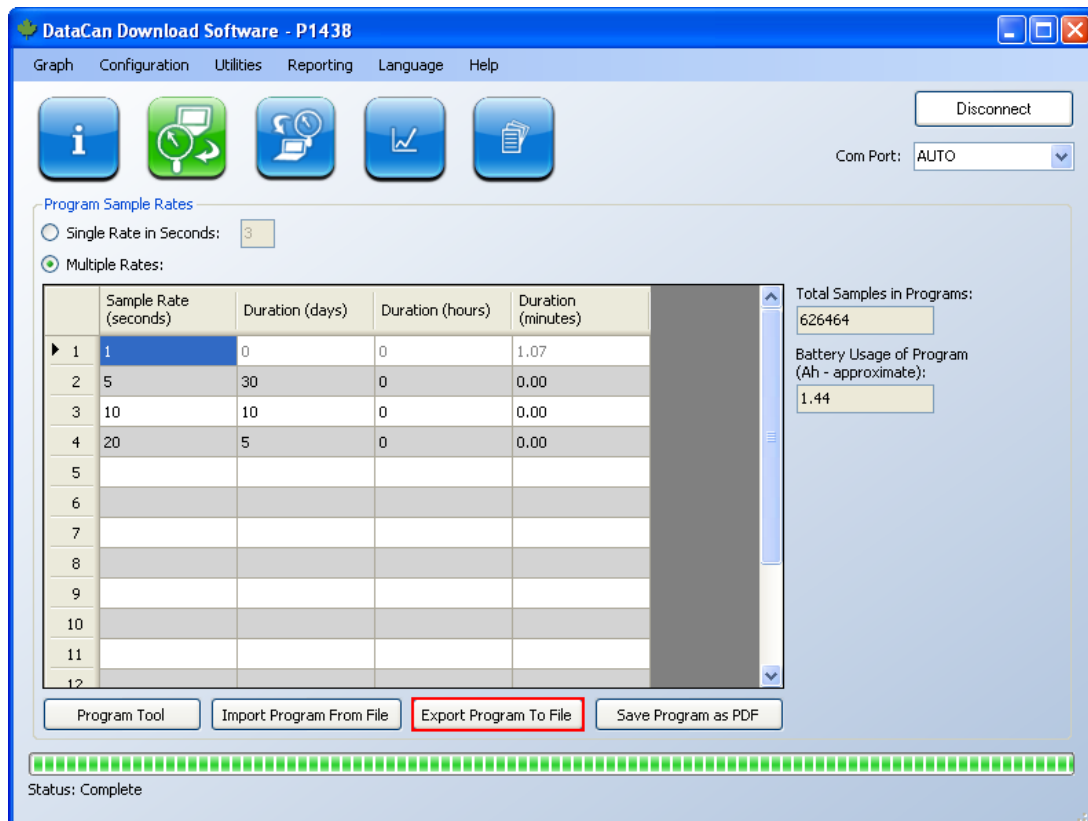 DataCan Download Software - P1438
Graph Configuration Utilities Reporting Language Help
i
Disconnect
Com Port: AUTO
Program Sample Rates
Single Rate in Seconds: 3
Multiple Rates:
Sample Rate (seconds) Duration (days) Duration (hours) Duration (minutes)
1 1 0 0 1.07
2 5 30 0 0.00
3 10 10 0 0.00
4 20 5 0 0.00
5
6
7
8
9
10
11
12
Total Samples in Programs:
626464
Battery Usage of Program
(Ah - approximate):
1.44
Program Tool Import Program From File Export Program To File Save Program as PDF
Status: Complete